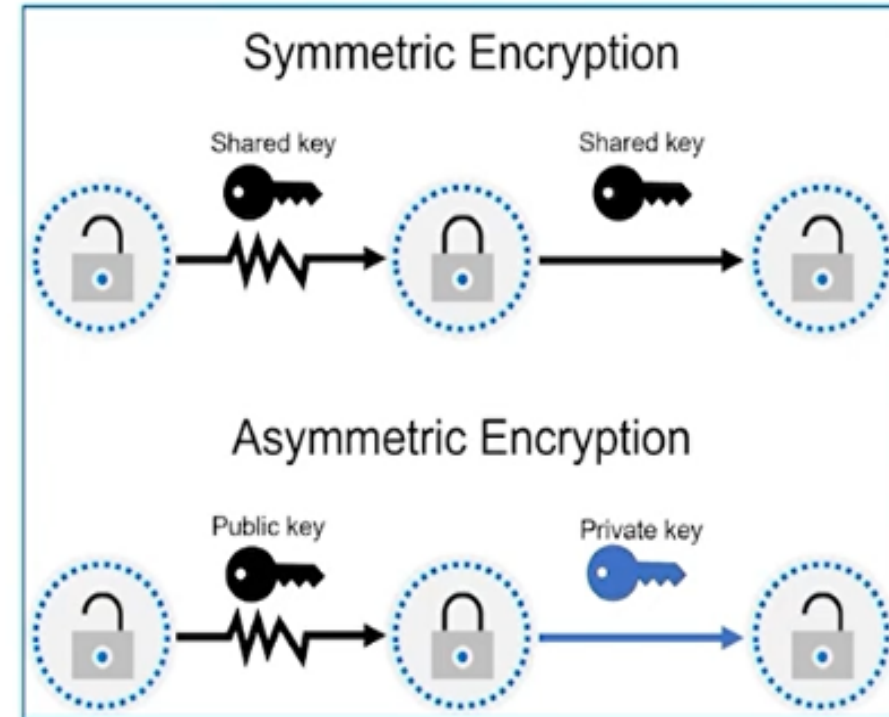 Symmetric Encryption
Shared key
Shared key
Asymmetric Encryption
Public key
Private key